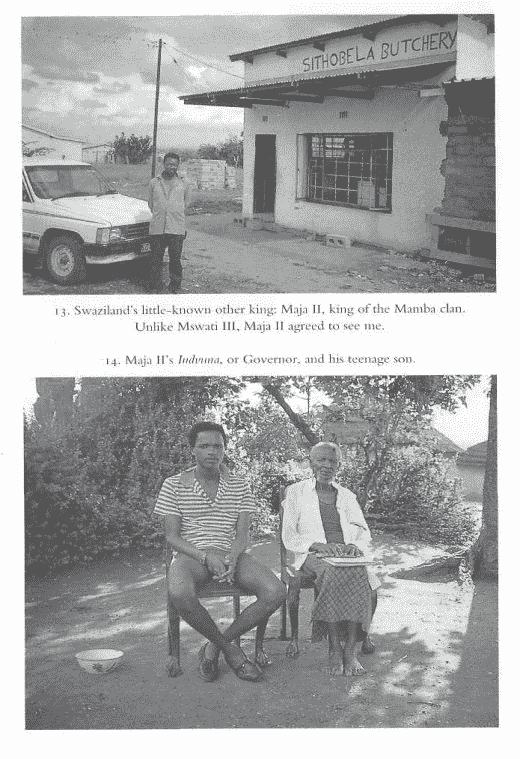 SITHOBELA BUTCHERY
13. Swaziland's little-known other king: Maja II, king of the Mamba clan.
Unlike Mswati III, Maja II agreed to see me.
14. Maja II's Indvuna, or Governor, and his teenage son.